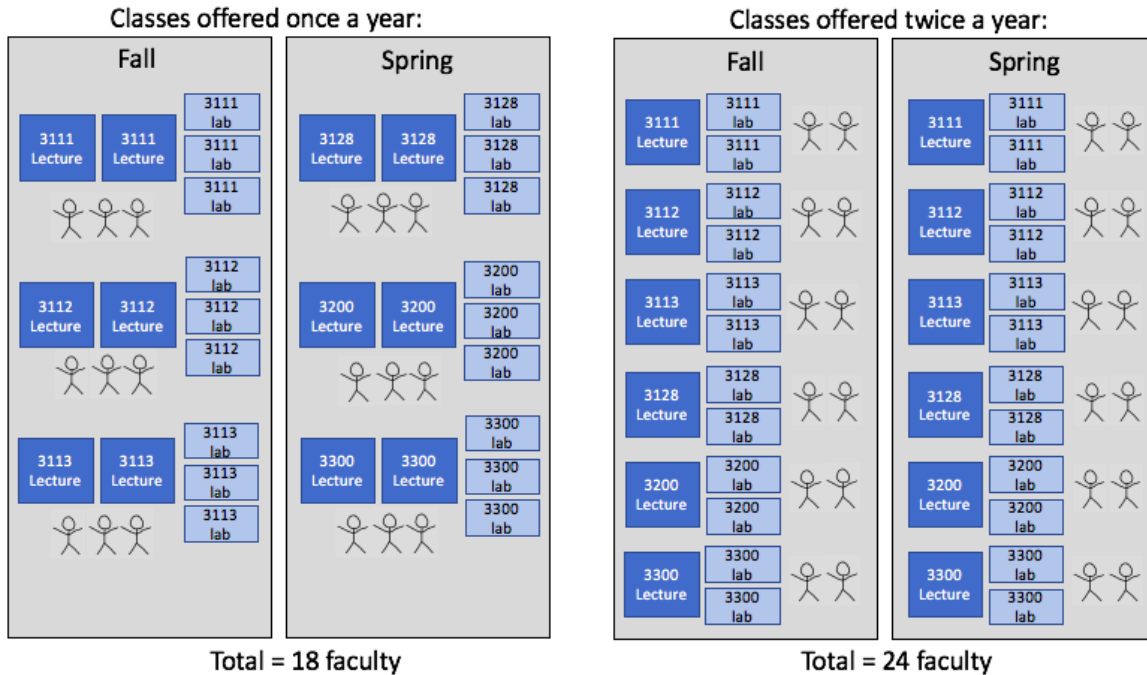 Classes offered once a year:
Fall
3111
Lecture
3111
Lecture
3111
lab
3111
lab
3111
lab
3112
Lecture
3112
Lecture
3112
lab
3112
lab
3112
lab
3113
Lecture
3113
Lecture
3113
lab
3113
lab
3113
lab
Spring
3128
Lecture
3128
Lecture
3128
lab
3128
lab
3128
lab
3200
Lecture
3200
Lecture
3200
lab
3200
lab
3200
lab
3300
Lecture
3300
Lecture
3300
lab
3300
lab
3300
lab
Total = 18 faculty
Classes offered twice a year:
Fall
3111
Lecture
3111
lab
3111
lab
3112
Lecture
3112
lab
3112
lab
3113
Lecture
3113
lab
3113
lab
3128
Lecture
3128
lab
3128
lab
3200
Lecture
3200
lab
3200
lab
3300
Lecture
3300
lab
3300
lab
Spring
3111
Lecture
3111
lab
3111
lab
3112
Lecture
3112
lab
3112
lab
3113
Lecture
3113
lab
3113
lab
3128
Lecture
3128
lab
3128
lab
3200
Lecture
3200
lab
3200
lab
3300
Lecture
3300
lab
3300
lab
Total = 24 faculty